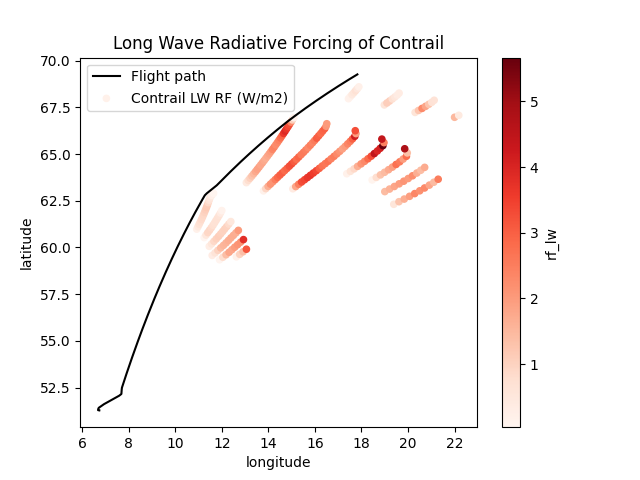 Long Wave Radiative Forcing of Contrail
Flight path
Contrail LW RF (W/m2)
70.0
67.5
65.0
62.5
60.0
57.5
55.0
52.5
latitude
6 8 10 12 14 16 18 20 22
longitude
5
4
3
2
1
rf_lw